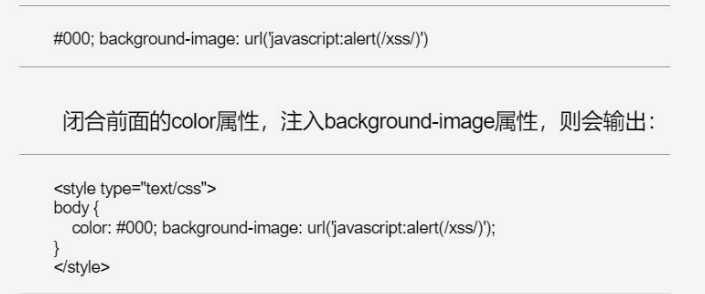 #000; background-image: url('javascript:alert(/xss/)')
闭合前面的color属性，注入background-image属性，则会输出：
<style type="text/css">
body {
color: #000; background-image: url('javascript:alert(/xss/)');
}
</style>